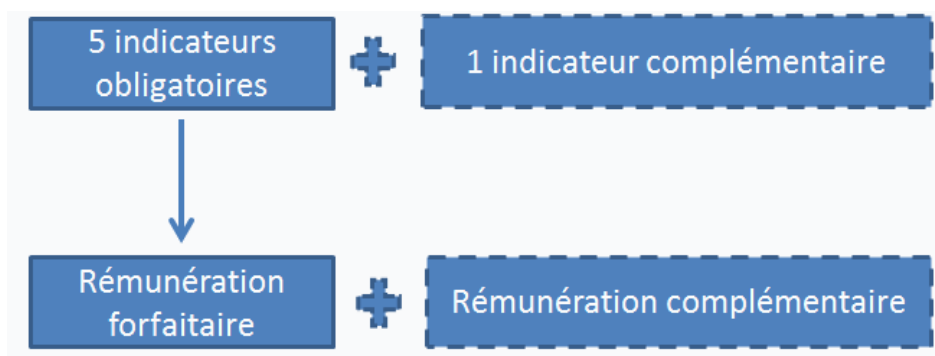 5 indicateurs
obligatoires
1 indicateur complémentaire
Rémunération
forfaitaire
Rémunération complémentaire